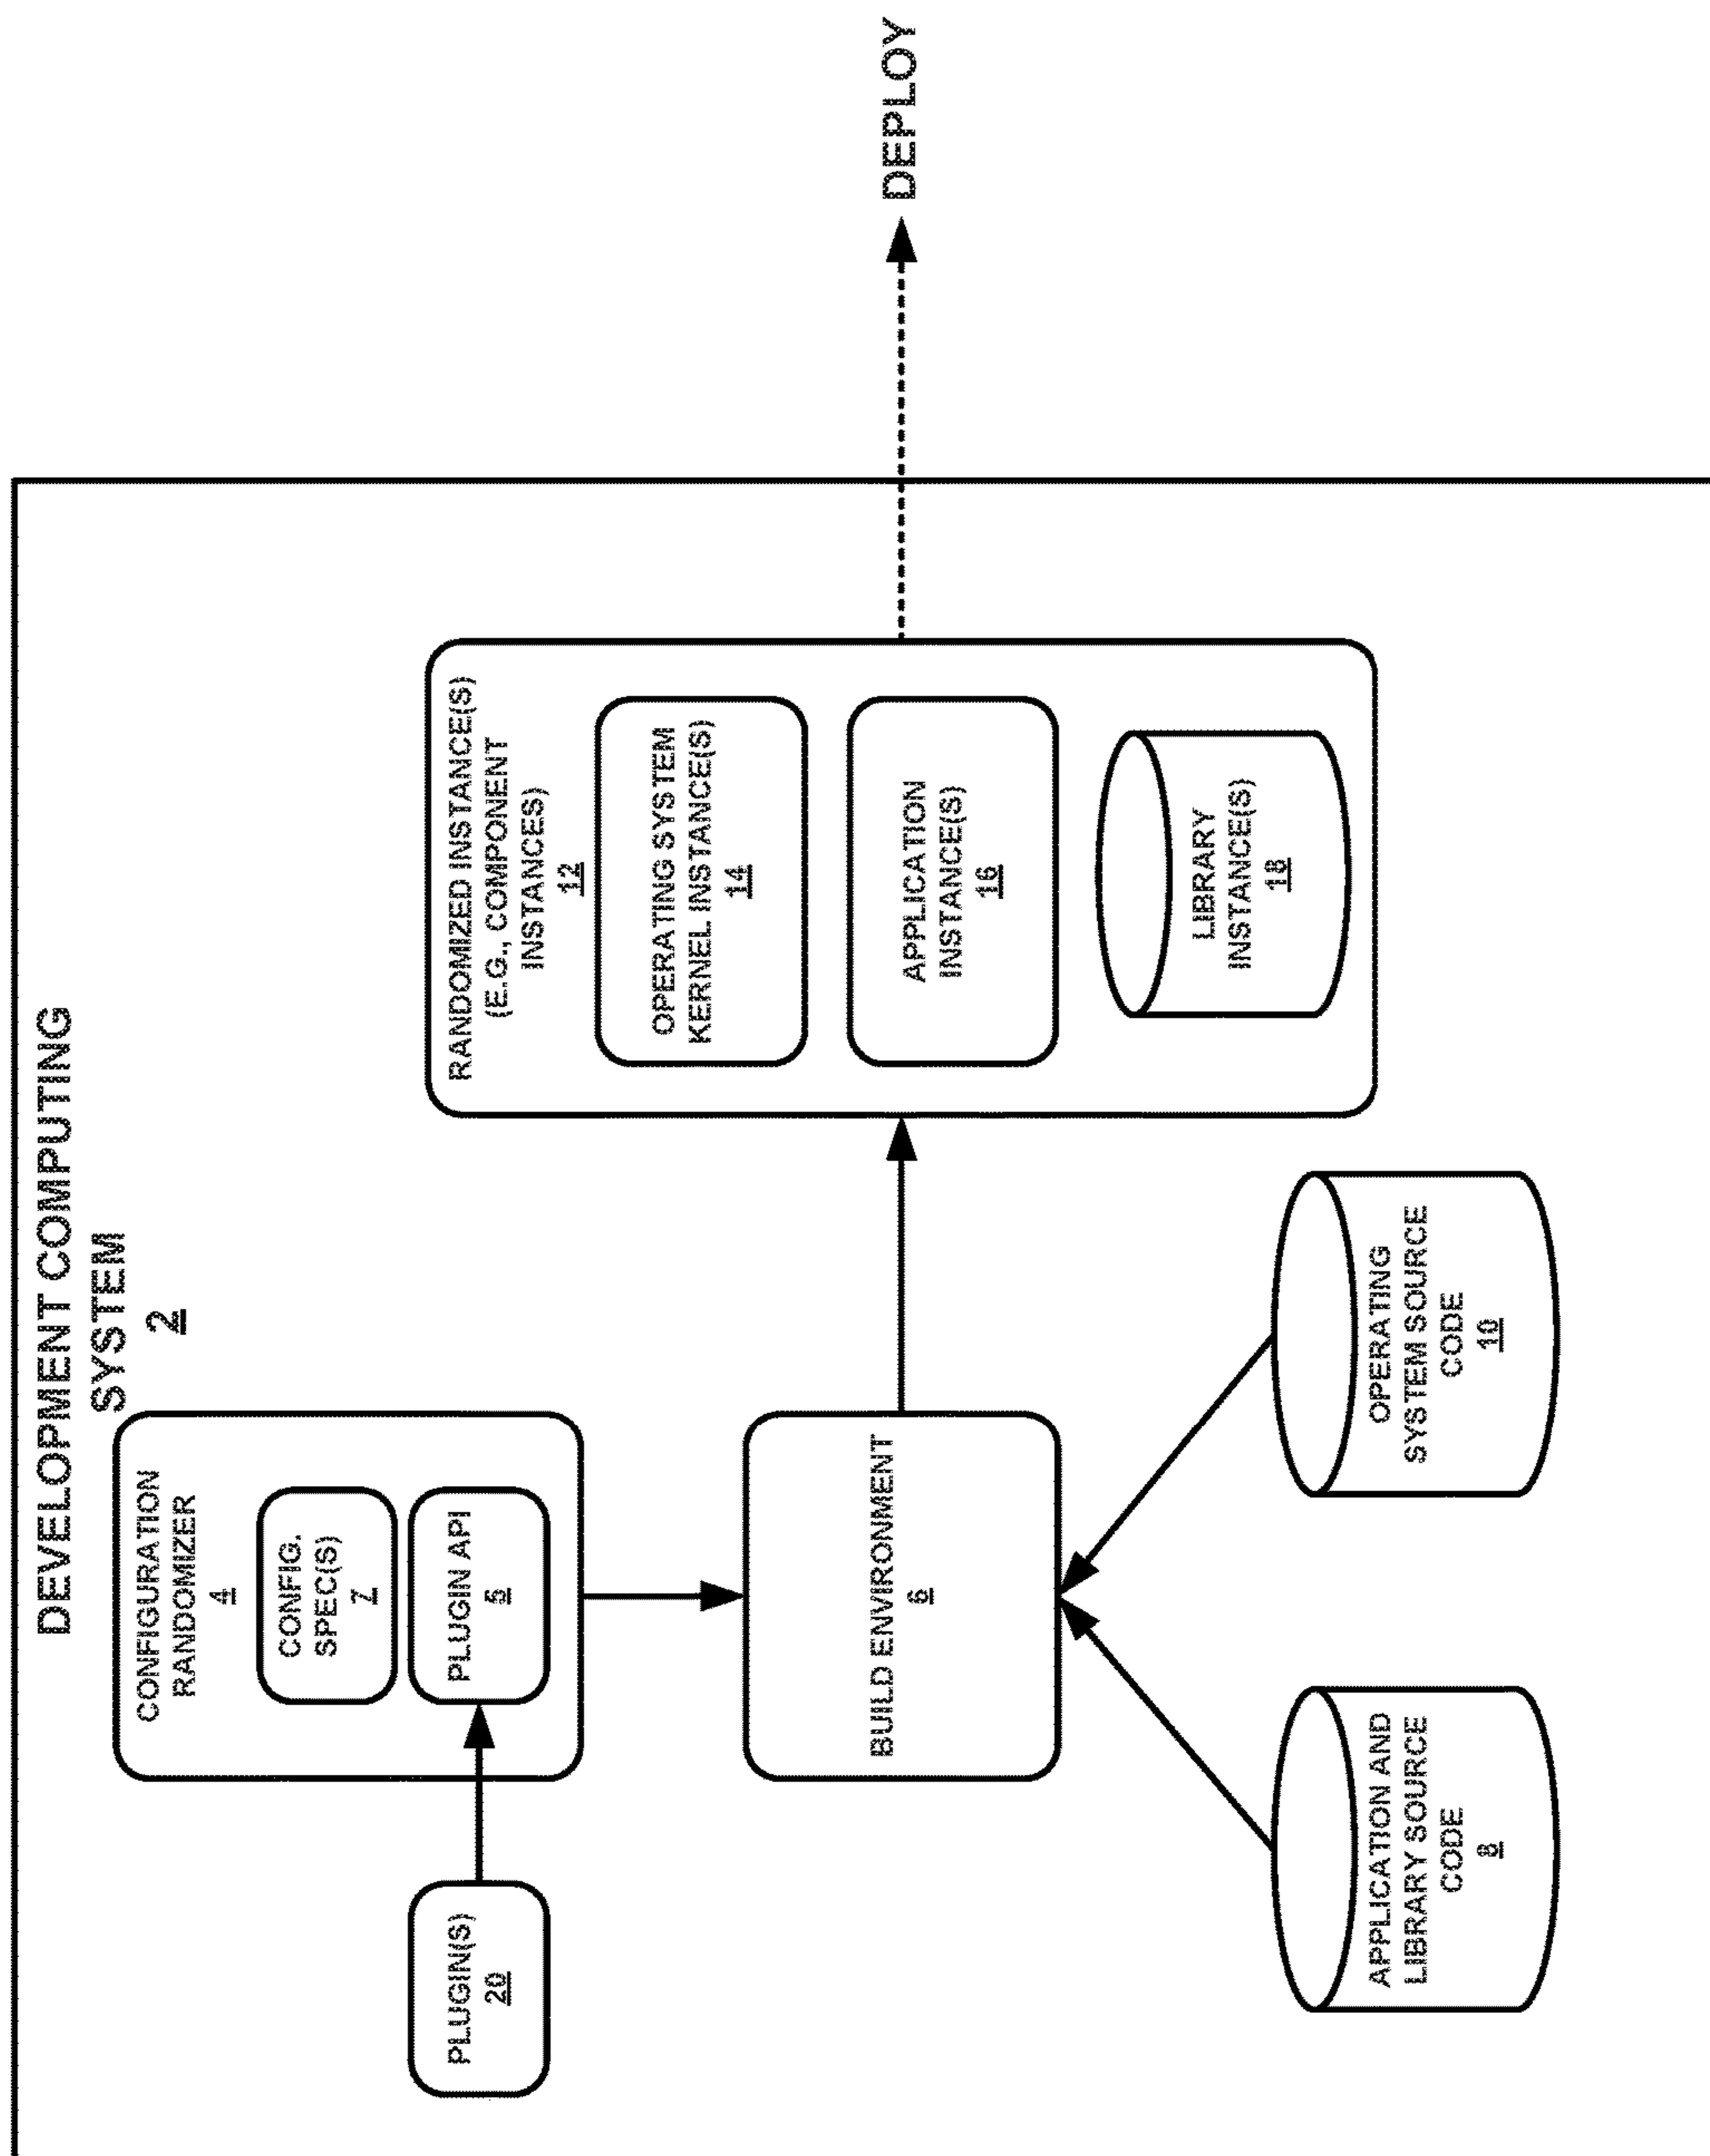 DEVELOPMENT COMPUTING
SYSTEM
2
CONFIGURATION
RANDOMIZER
4
CONFIG.
SPEC(S)
7
PLUGIN API
5
PLUGIN(S)
20
BUILD ENVIRONMENT
6
APPLICATION AND
LIBRARY SOURCE
CODE
8
OPERATING
SYSTEM SOURCE
CODE
10
RANDOMIZED INSTANCE(S)
(E.G., COMPONENT
INSTANCES)
12
OPERATING SYSTEM
KERNEL INSTANCE(S)
14
APPLICATION
INSTANCE(S)
16
LIBRARY
INSTANCE(S)
18
DEPLOY